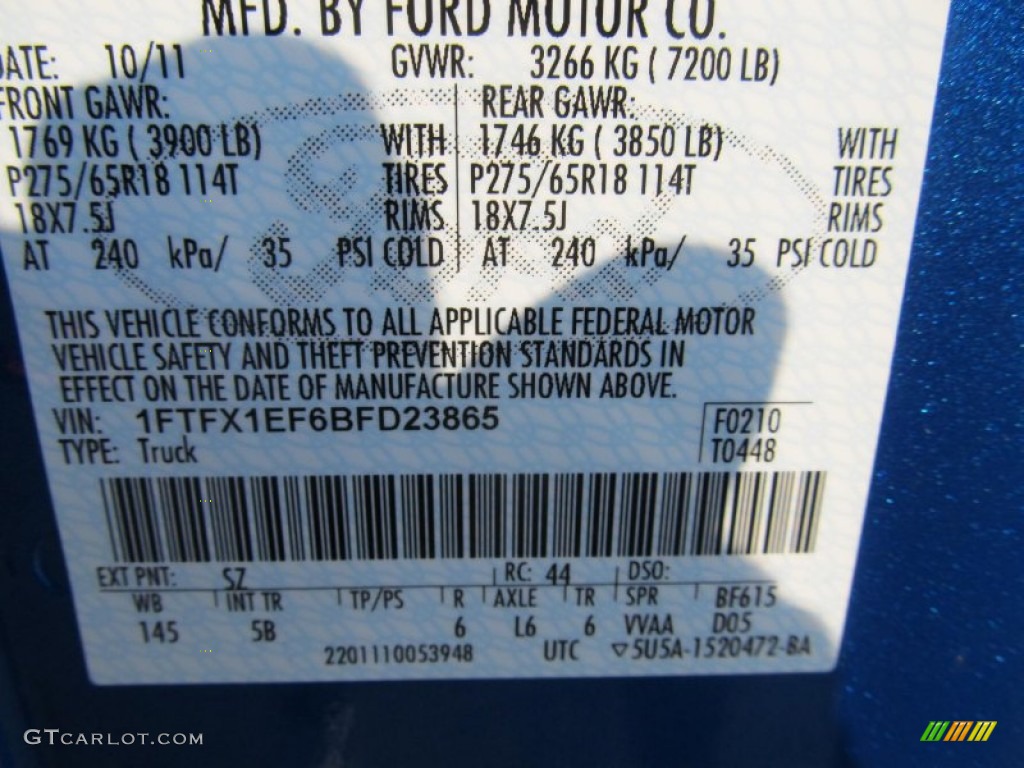 MFD. BY FORD MOTOR CO.
DATE: 10/11 GVWR: 3266 KG ( 7200 LB)
FRONT GAWR: REAR GAWR:
1769 KG ( 3900 LB) WITH 1746 KG ( 3850 LB) WITH
P275/65R18 114T TIRES P275/65R18 114T TIRES
18X7.5J RIMS 18X7.5J RIMS
AT 240 kPa/ 35 PSI COLD AT 240 kPa/ 35 PSI COLD
THIS VEHICLE CONFORMS TO ALL APPLICABLE FEDERAL MOTOR
VEHICLE SAFETY AND THEFT PREVENTION STANDARDS IN
EFFECT ON THE DATE OF MANUFACTURE SHOWN ABOVE.
VIN: 1FTFX1EF6BFD23865 F0210
TYPE: Truck T0448
EXT PNT: SZ RC: 44 DSO:
WB INT TR TP/PS R AXLE TR SPR BF615
145 5B 6 L6 6 VVAA D05
2201110053948 UTC ▽5U5A-1520472-BA
GTCARLOT.COM